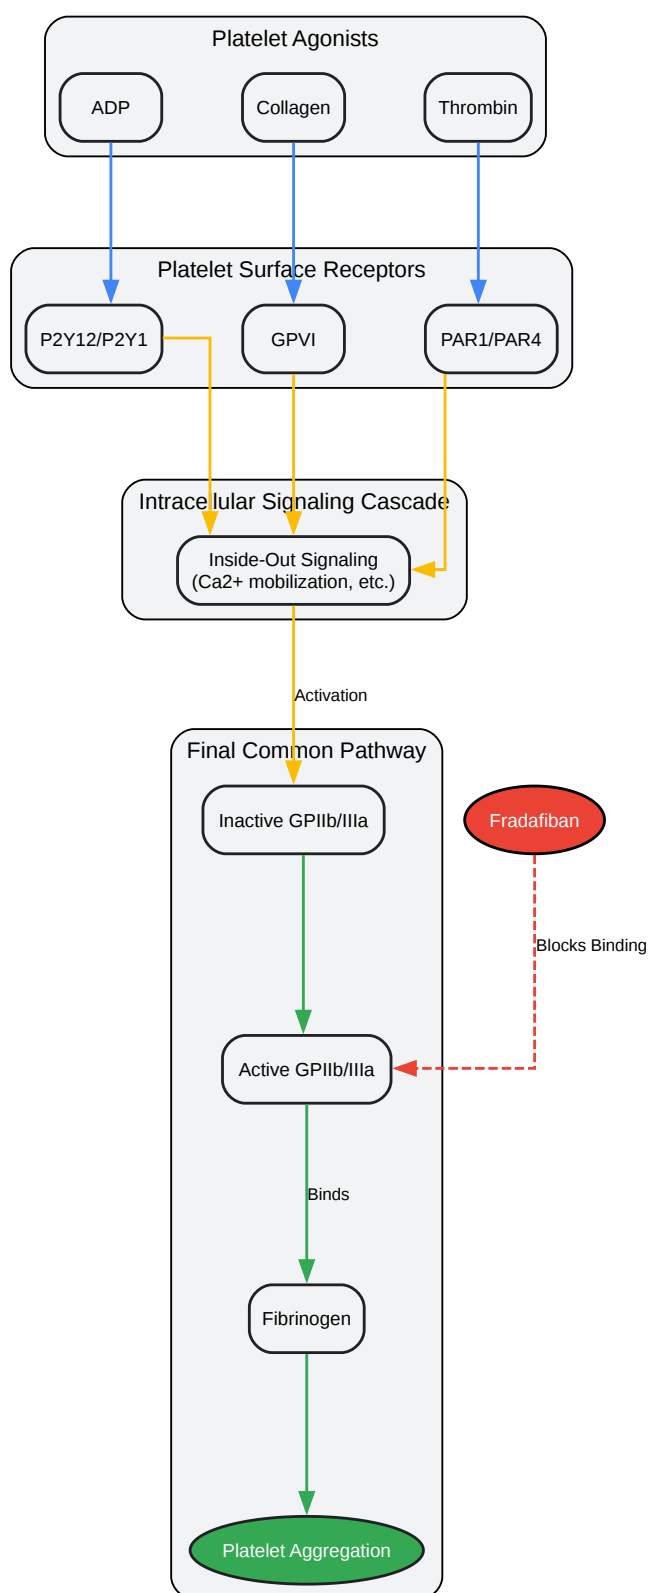 Platelet Agonists
ADP
Collagen
Thrombin
Platelet Surface Receptors
P2Y12/P2Y1
GPVI
PAR1/PAR4
Intracellular Signaling Cascade
Inside-Out Signaling
(Ca2+ mobilization, etc.)
Activation
Final Common Pathway
Inactive GPIIb/IIIa
Fradafiban
Blocks Binding
Active GPIIb/IIIa
Binds
Fibrinogen
Platelet Aggregation